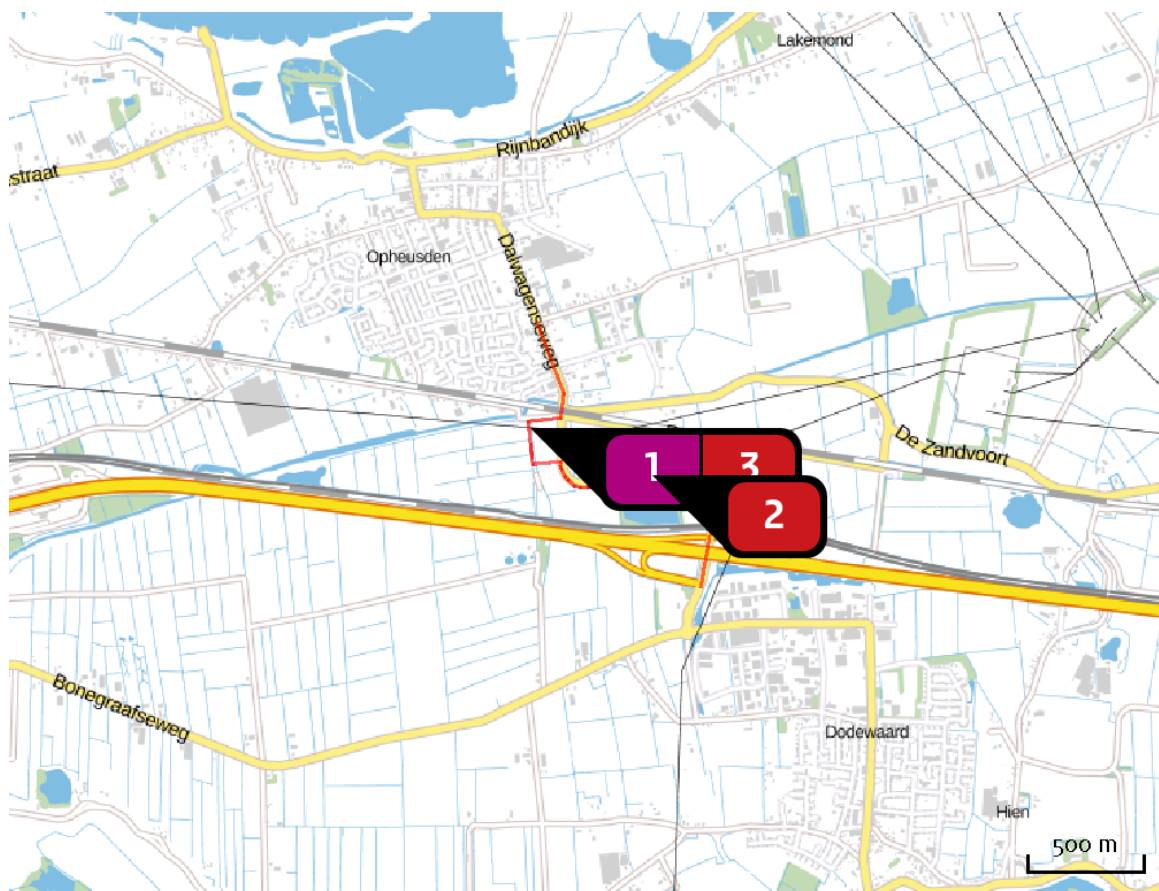 Lakemond
Rijnbandijk
straat
Opheusden
Dalwagenseweg
De Zandvoort
1
3
2
Bonegraafseweg
Dodewaard
Hien
500 m